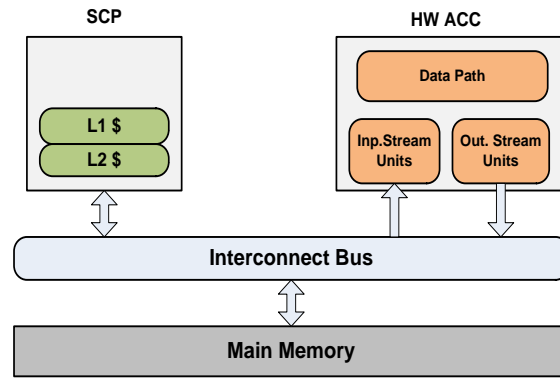 SCP
HW ACC
Data Path
L1 $
L2 $
Inp.Stream
Units
Out. Stream
Units
Interconnect Bus
Main Memory